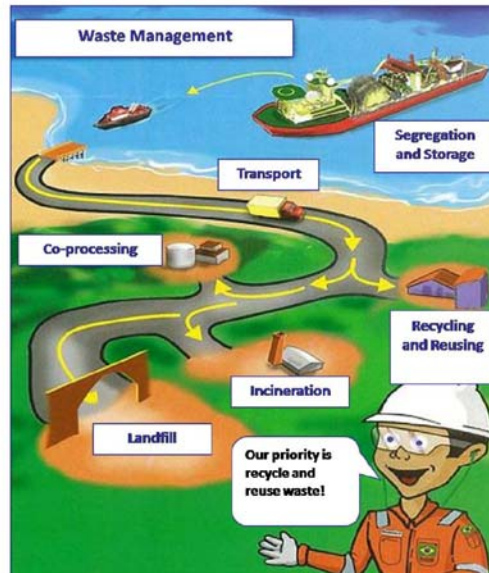 Waste Management
Segregation
and Storage
Transport
Co-processing
Recycling
and Reusing
Incineration
Landfill
Our priority is
recycle and
reuse waste!